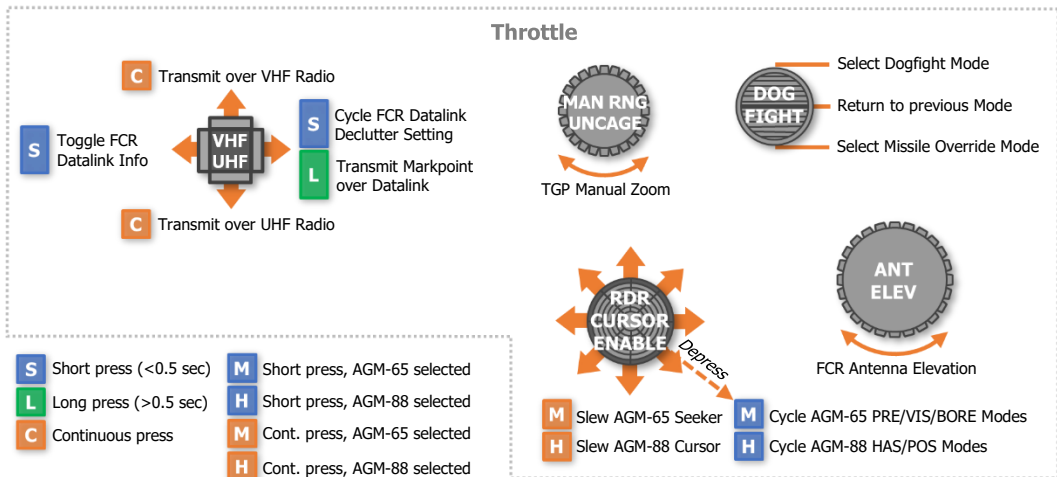 Throttle
C Transmit over VHF Radio
S Toggle FCR
Datalink Info
VHF
UHF
S Cycle FCR Datalink
Declutter Setting
L Transmit Markpoint
over Datalink
C Transmit over UHF Radio
MAN RNG
UNCAGE
TGP Manual Zoom
DOG
FIGHT
Select Dogfight Mode
Return to previous Mode
Select Missile Override Mode
RDR
CURSOR
ENABLE
Depress
ANT
ELEV
FCR Antenna Elevation
M Slew AGM-65 Seeker
H Slew AGM-88 Cursor
M Cycle AGM-65 PRE/VIS/BORE Modes
H Cycle AGM-88 HAS/POS Modes
S Short press (<0.5 sec)
L Long press (>0.5 sec)
C Continuous press
M Short press, AGM-65 selected
H Short press, AGM-88 selected
M Cont. press, AGM-65 selected
H Cont. press, AGM-88 selected